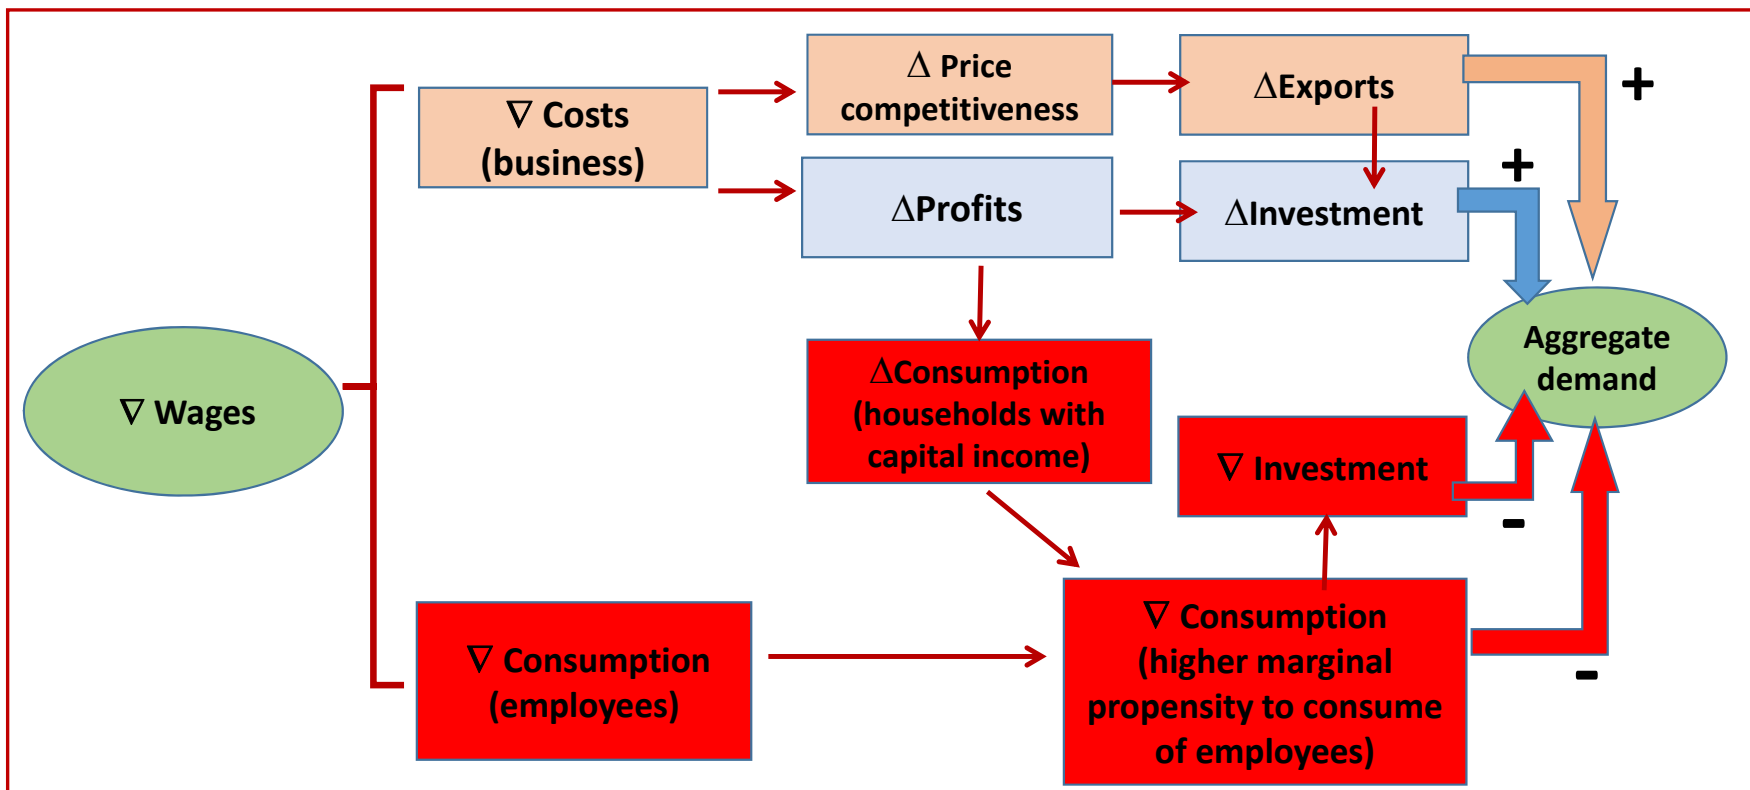 ∆ Price
competitiveness
∆Exports
+
∇ Costs
(business)
+
∆Profits
∆Investment
∇ Wages
Aggregate
demand
∆Consumption
(households with
capital income)
∇ Investment
-
∇ Consumption
(employees)
∇ Consumption
(higher marginal
propensity to consume
of employees)
-